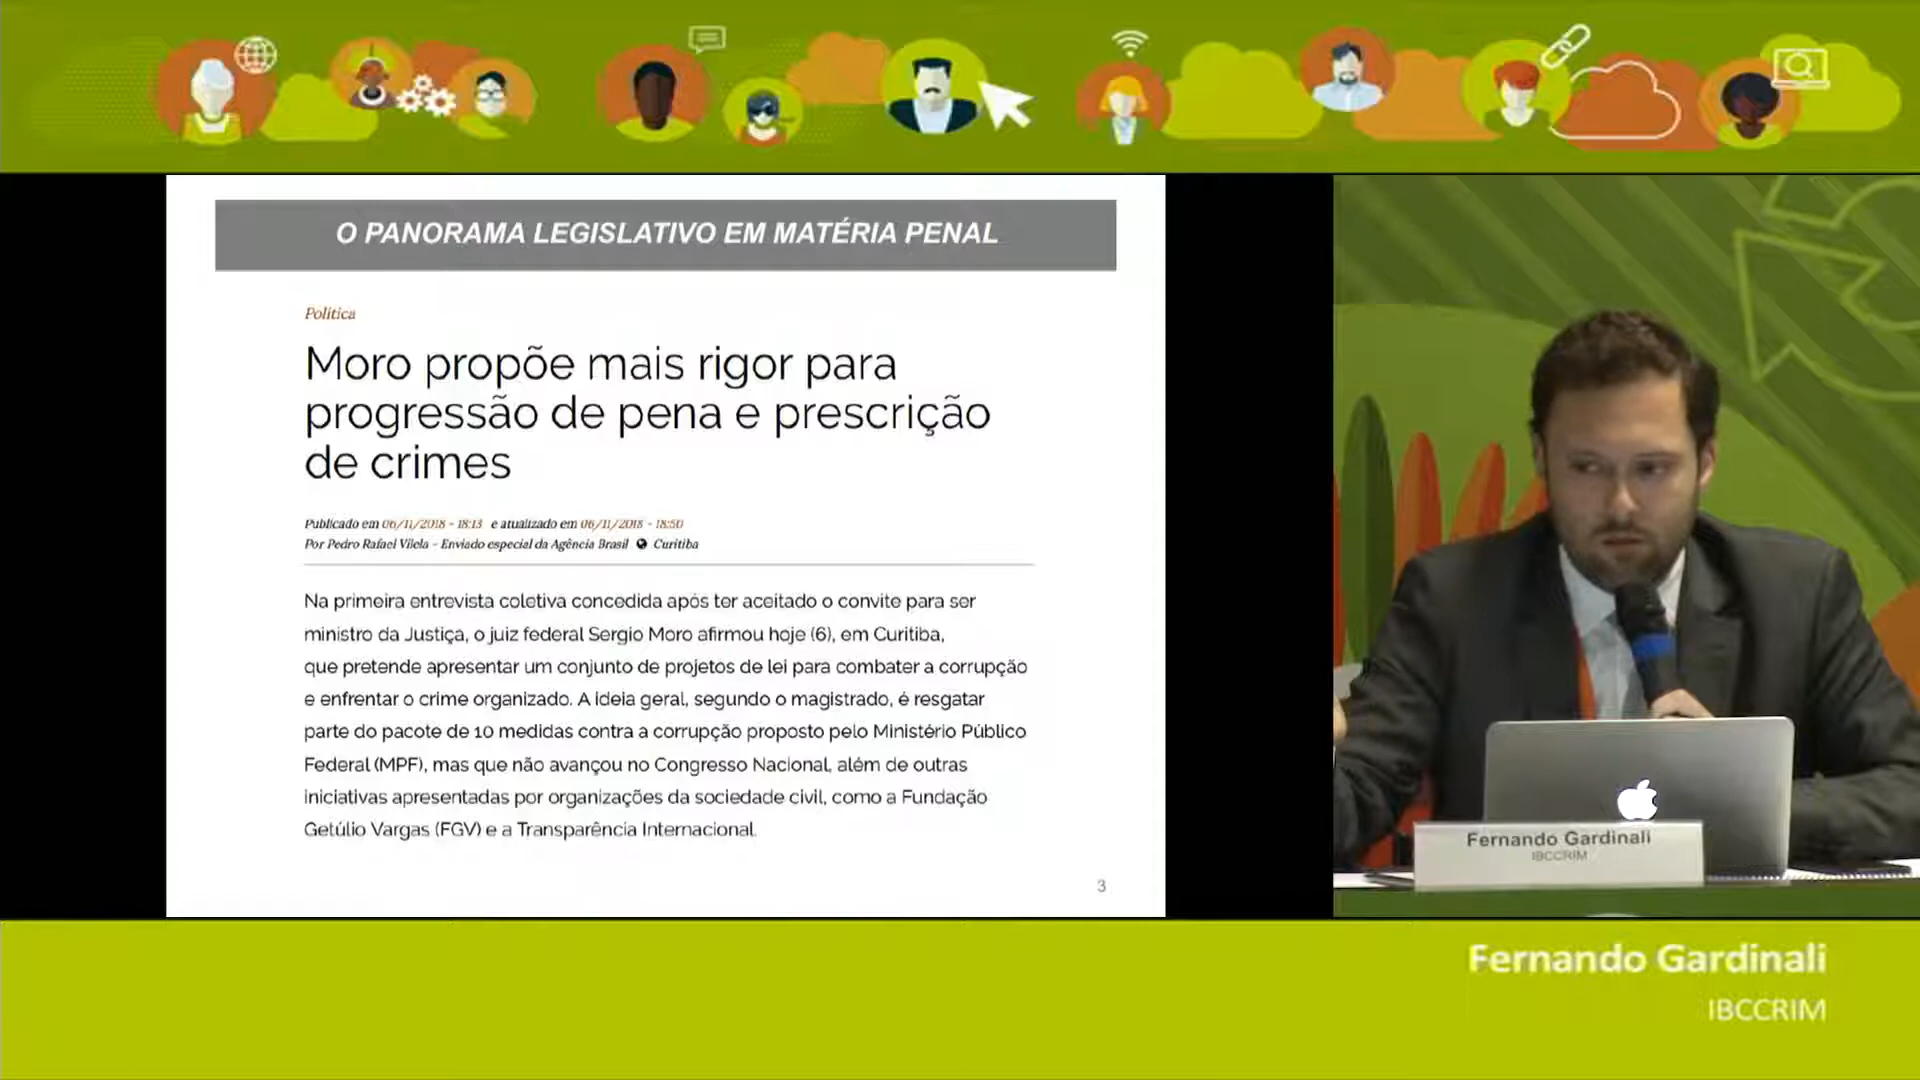 O PANORAMA LEGISLATIVO EM MATÉRIA PENAL
Política
Moro propõe mais rigor para
progressão de pena e prescrição
de crimes
Publicado em 06/11/2018 - 18:13 e atualizado em 06/11/2018 - 18:50
Por Pedro Rafael Vilela - Enviado especial da Agência Brasil Curitiba
Na primeira entrevista coletiva concedida após ter aceitado o convite para ser
ministro da Justiça, o juiz federal Sergio Moro afirmou hoje (6), em Curitiba,
que pretende apresentar um conjunto de projetos de lei para combater a corrupção
e enfrentar o crime organizado. A ideia geral, segundo o magistrado, é resgatar
parte do pacote de 10 medidas contra a corrupção proposto pelo Ministério Público
Federal (MPF), mas que não avançou no Congresso Nacional, além de outras
iniciativas apresentadas por organizações da sociedade civil, como a Fundação
Getúlio Vargas (FGV) e a Transparência Internacional.
3
Fernando Gardinali
IBCCRIM
Fernando Gardinali
IBCCRIM